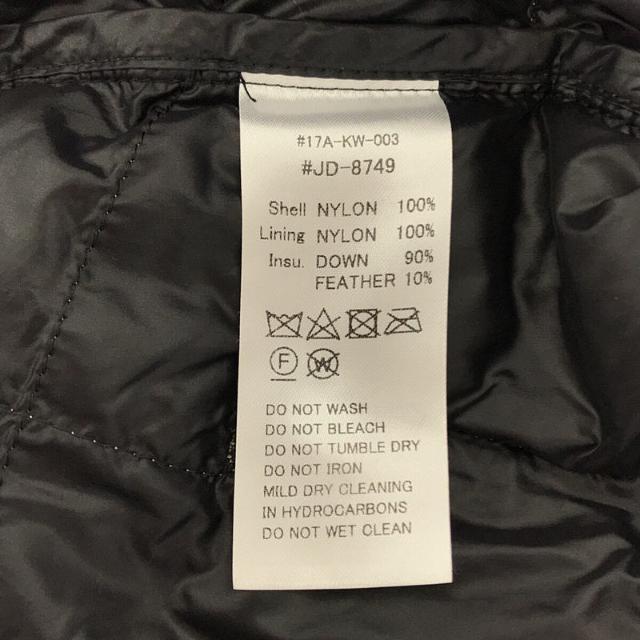 #17A-KW-003
#JD-8749
Shell NYLON 100%
Lining NYLON 100%
Insu. DOWN 90%
FEATHER 10%
F W
DO NOT WASH
DO NOT BLEACH
DO NOT TUMBLE DRY
DO NOT IRON
MILD DRY CLEANING
IN HYDROCARBONS
DO NOT WET CLEAN